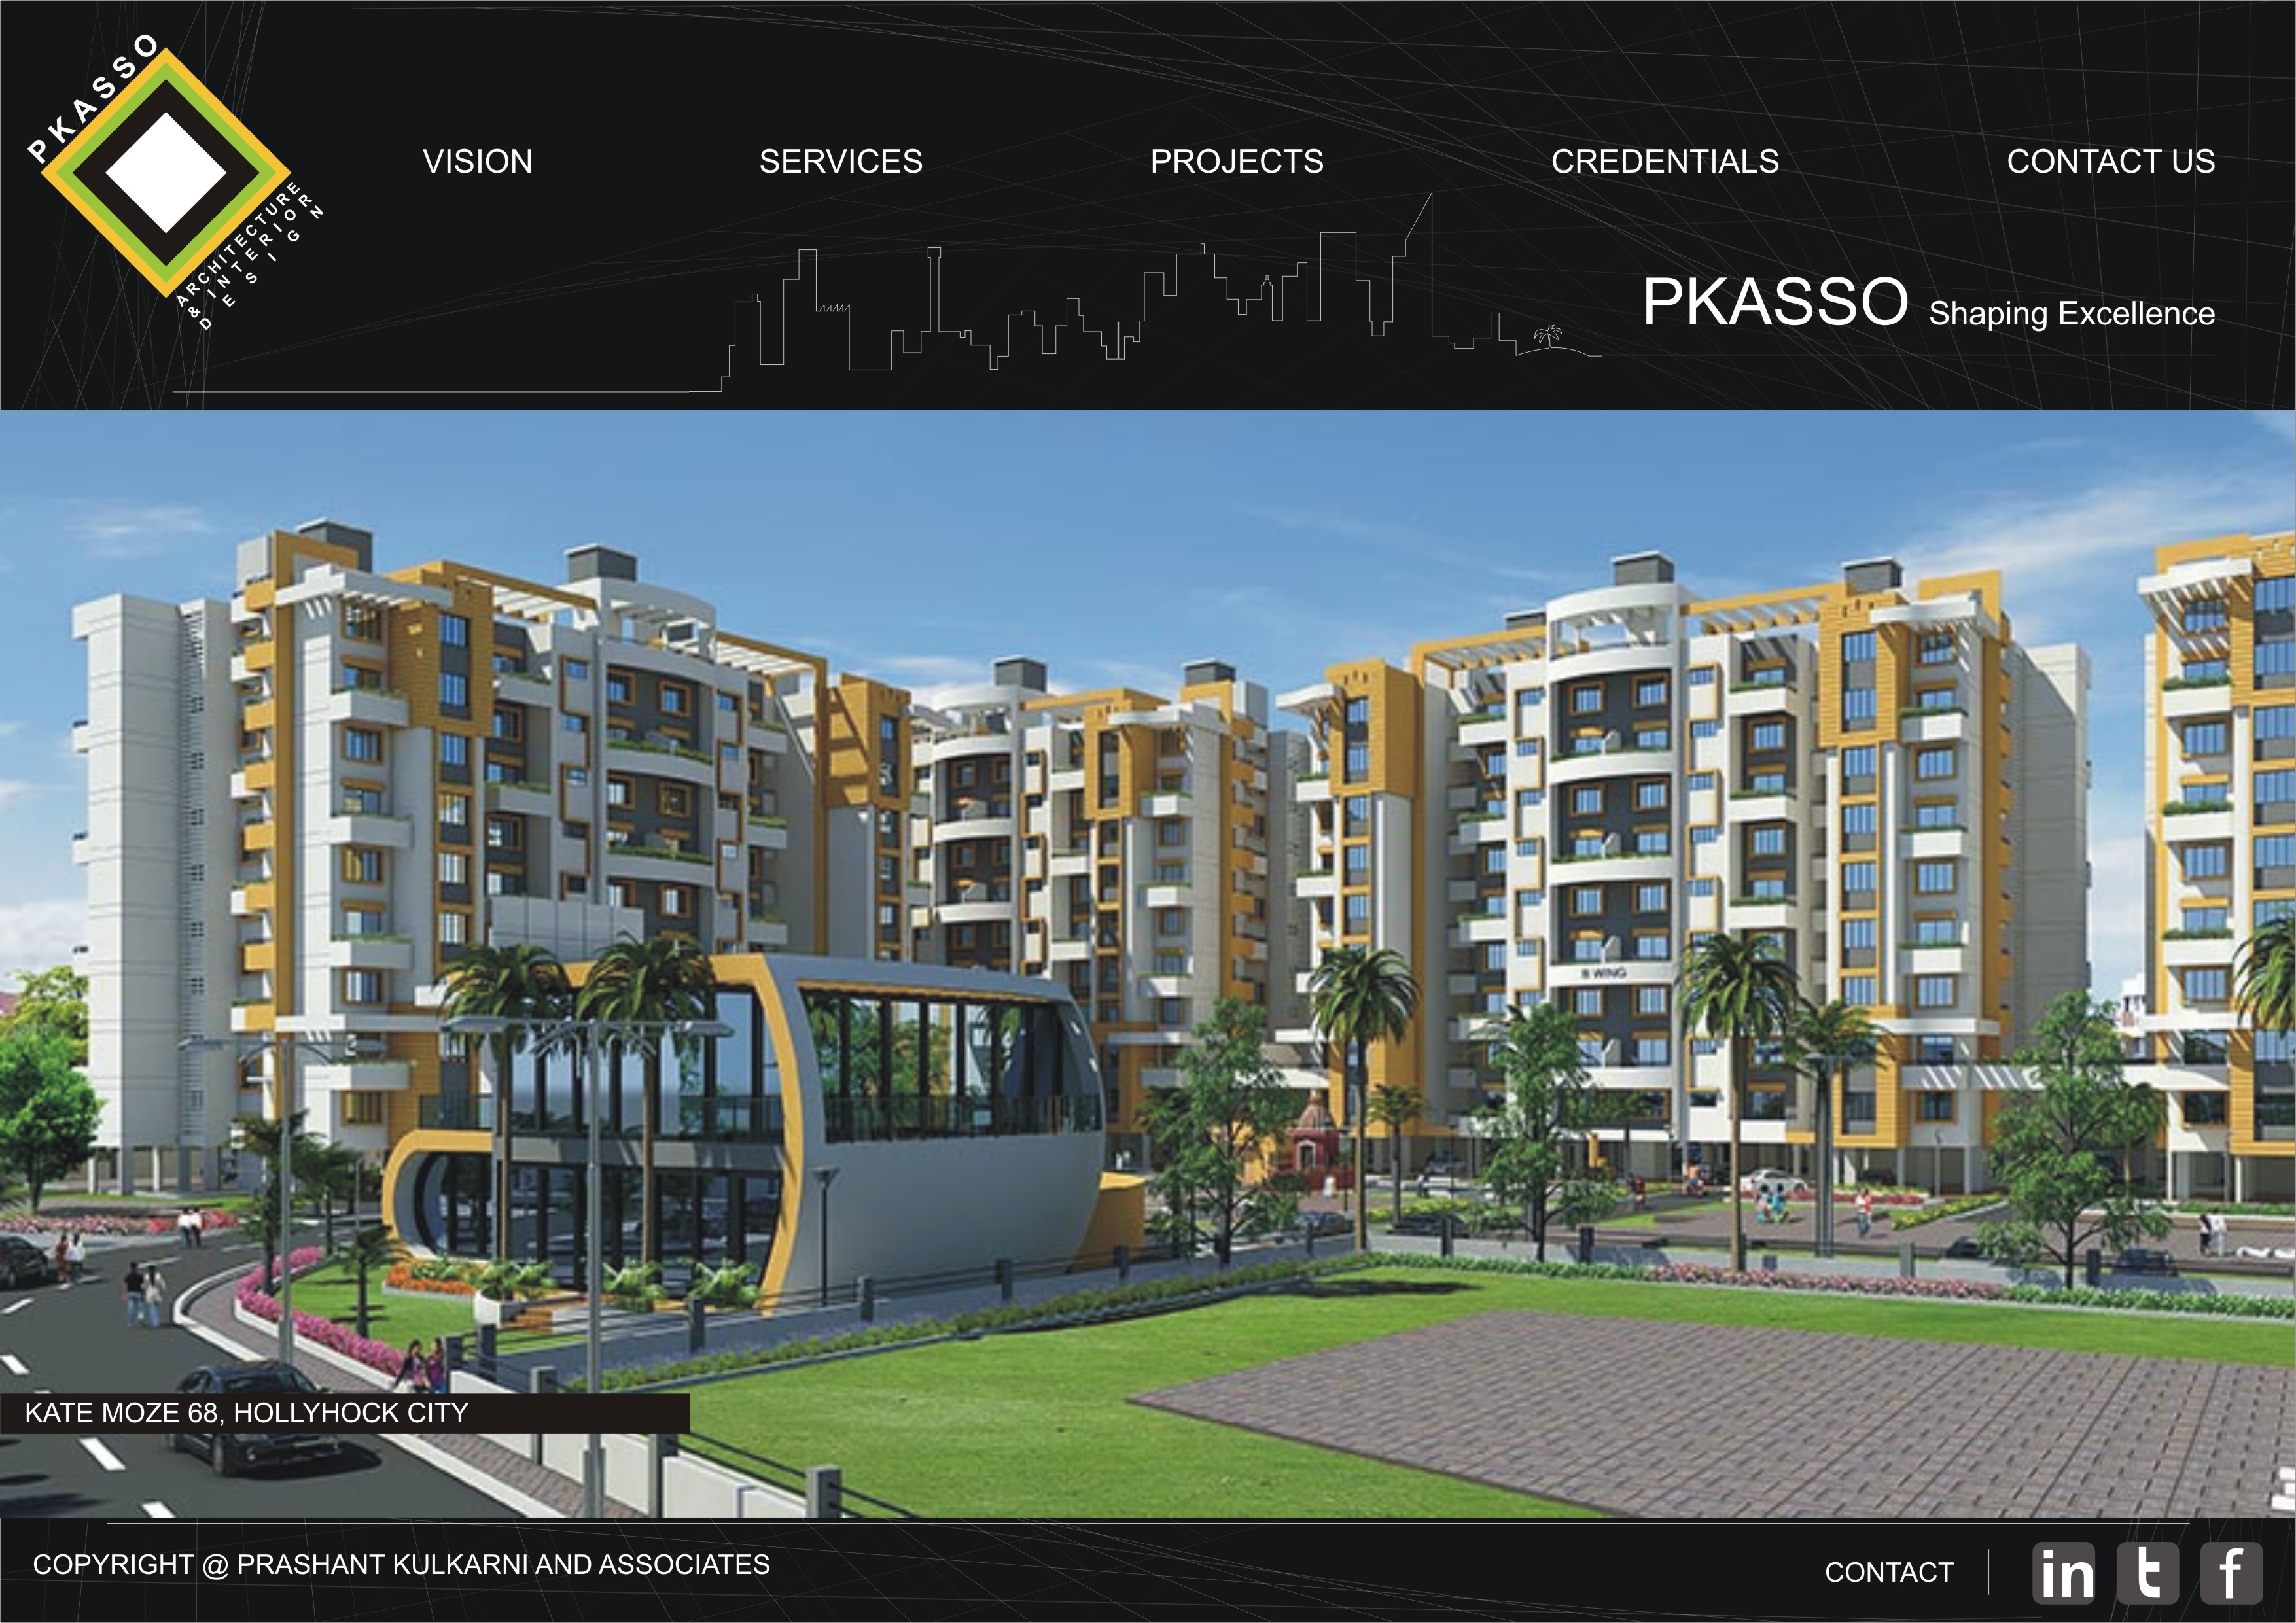 PKASSO
ARCHITECTURE
& INTERIOR
DESIGN
VISION SERVICES PROJECTS CREDENTIALS CONTACT US
PKASSO Shaping Excellence
B WING
KATE MOZE 68, HOLLYHOCK CITY
COPYRIGHT @ PRASHANT KULKARNI AND ASSOCIATES
CONTACT
in t f